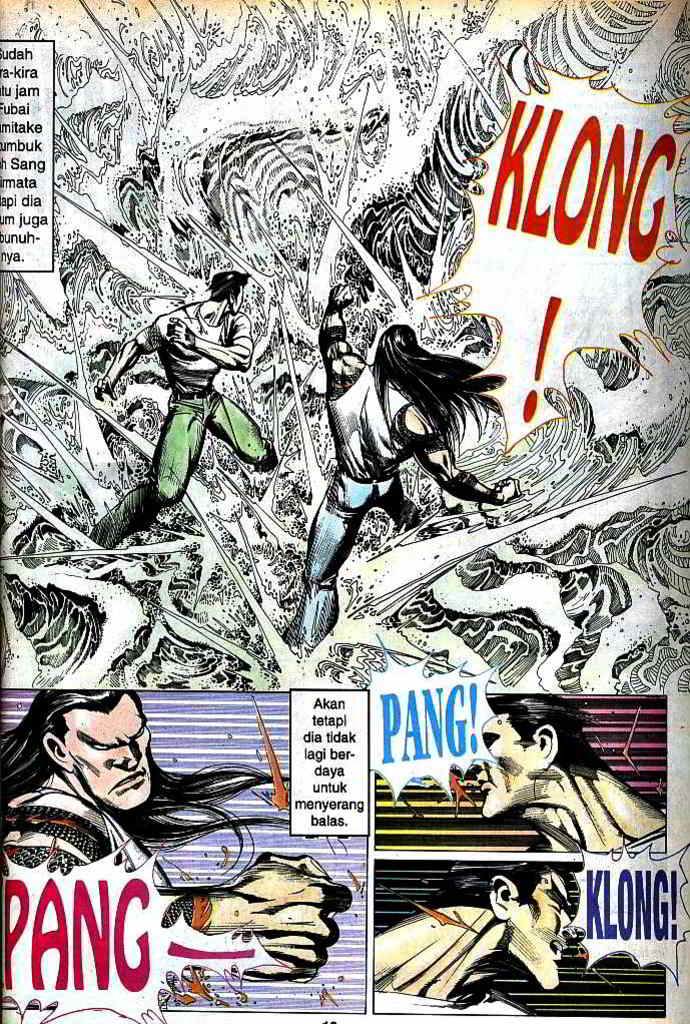 Sudah
ra-kira
tu jam
Fubai
mitake
umbuk
h Sang
rmata
api dia
um juga
bunuh-
nya.
KLONG
!
Akan
tetapi
dia tidak
lagi ber-
daya
untuk
menyerang
balas.
PANG!
PANG
KLONG!